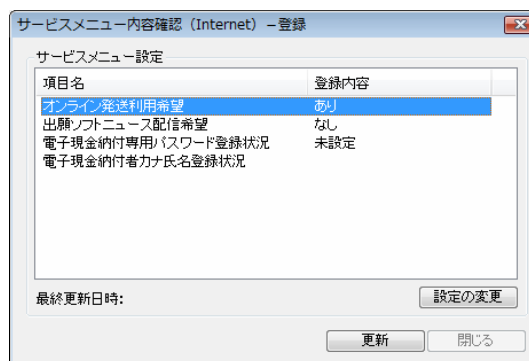 サービスメニュー内容確認（Internet）－登録
サービスメニュー設定
項目名 登録内容
オンライン発送利用希望 あり
出願ソフトニュース配信希望 なし
電子現金納付専用パスワード登録状況 未設定
電子現金納付者カナ氏名登録状況
最終更新日時: 設定の変更
更新 閉じる